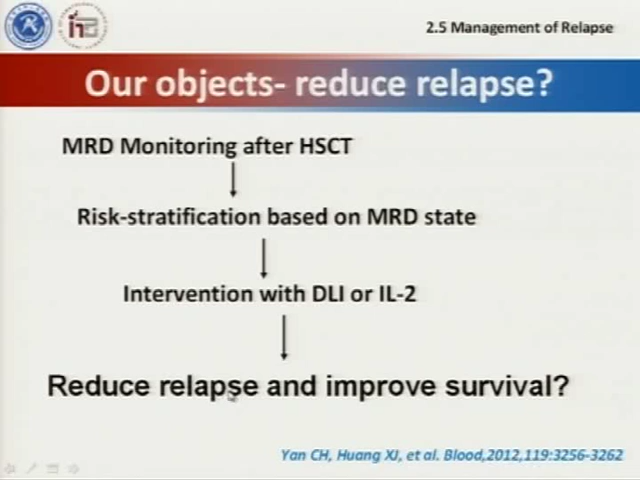 2.5 Management of Relapse
Our objects- reduce relapse?
MRD Monitoring after HSCT
Risk-stratification based on MRD state
Intervention with DLI or IL-2
Reduce relapse and improve survival?
Yan CH, Huang XJ, et al. Blood,2012,119:3256-3262